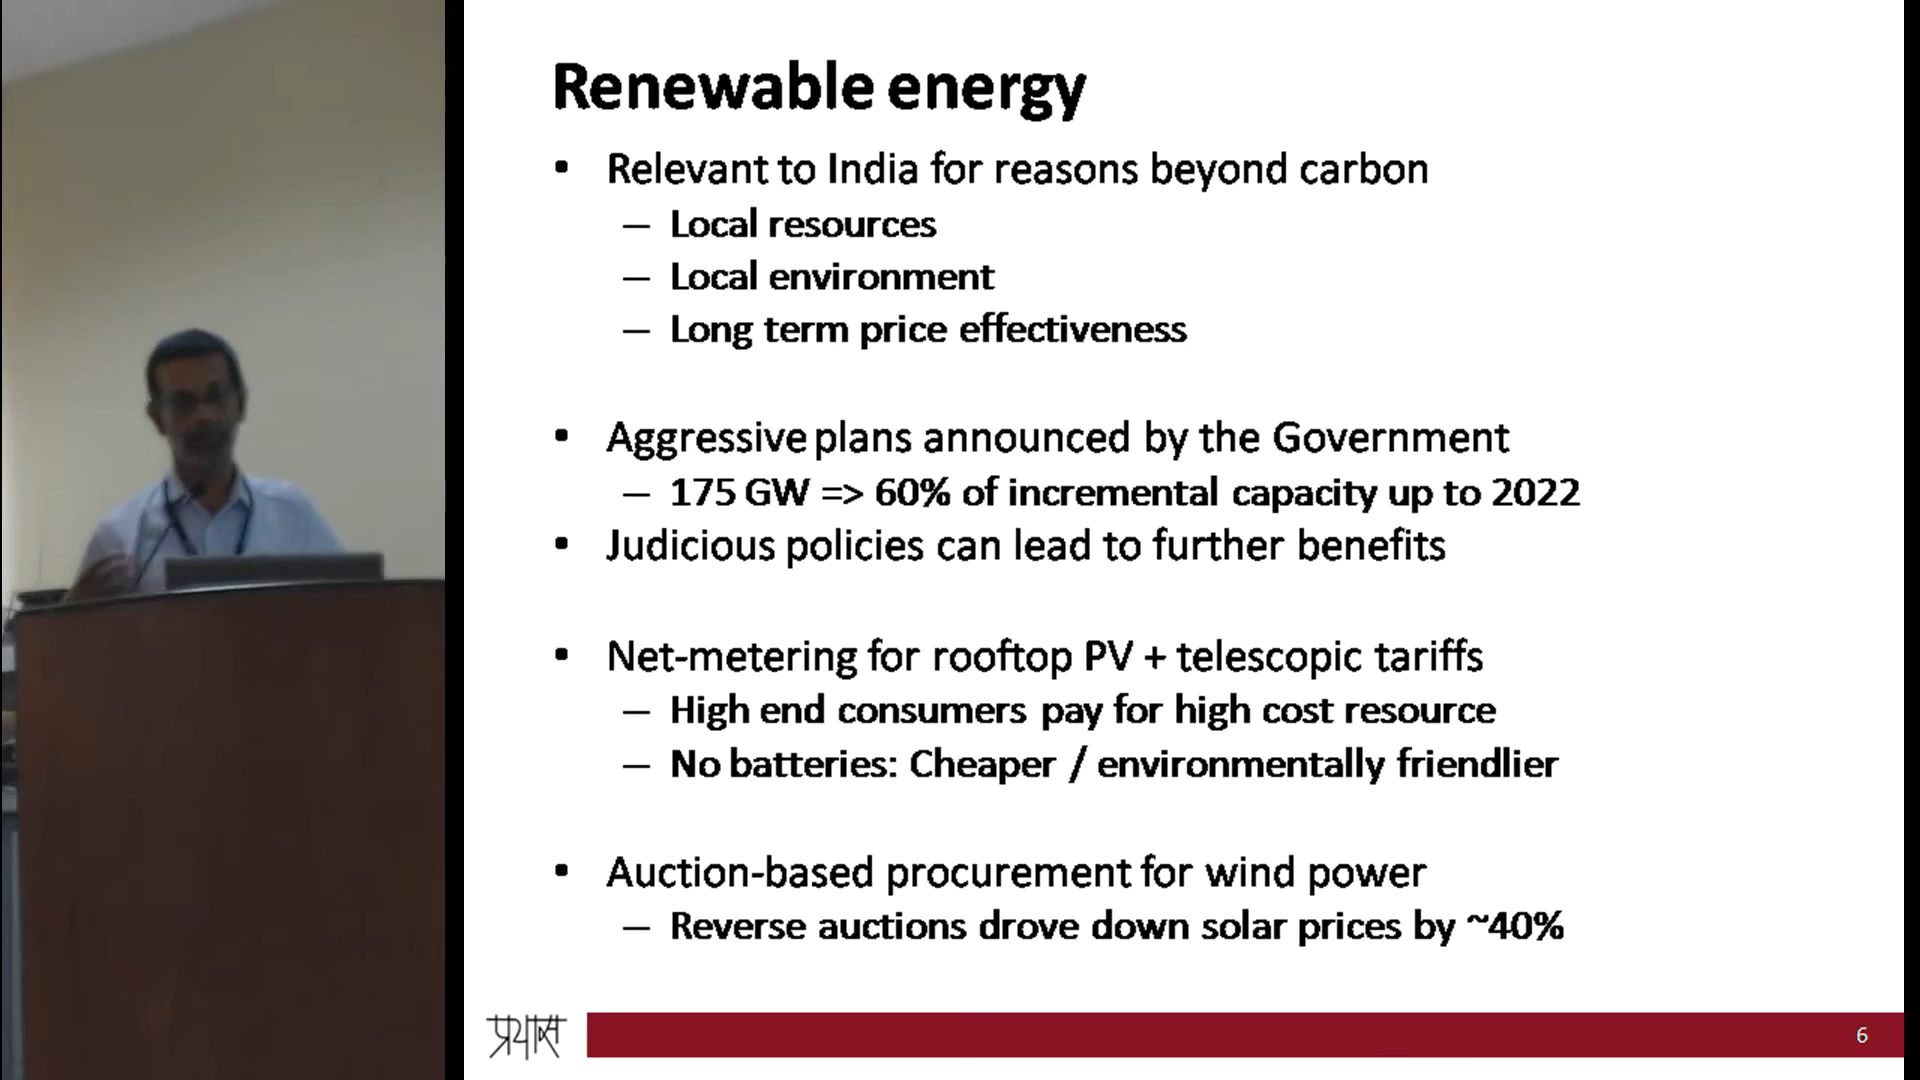 Renewable energy
• Relevant to India for reasons beyond carbon
— Local resources
— Local environment
— Long term price effectiveness
• Aggressive plans announced by the Government
— 175 GW => 60% of incremental capacity up to 2022
• Judicious policies can lead to further benefits
• Net-metering for rooftop PV + telescopic tariffs
— High end consumers pay for high cost resource
— No batteries: Cheaper / environmentally friendlier
• Auction-based procurement for wind power
— Reverse auctions drove down solar prices by ~40%
प्रयास
6